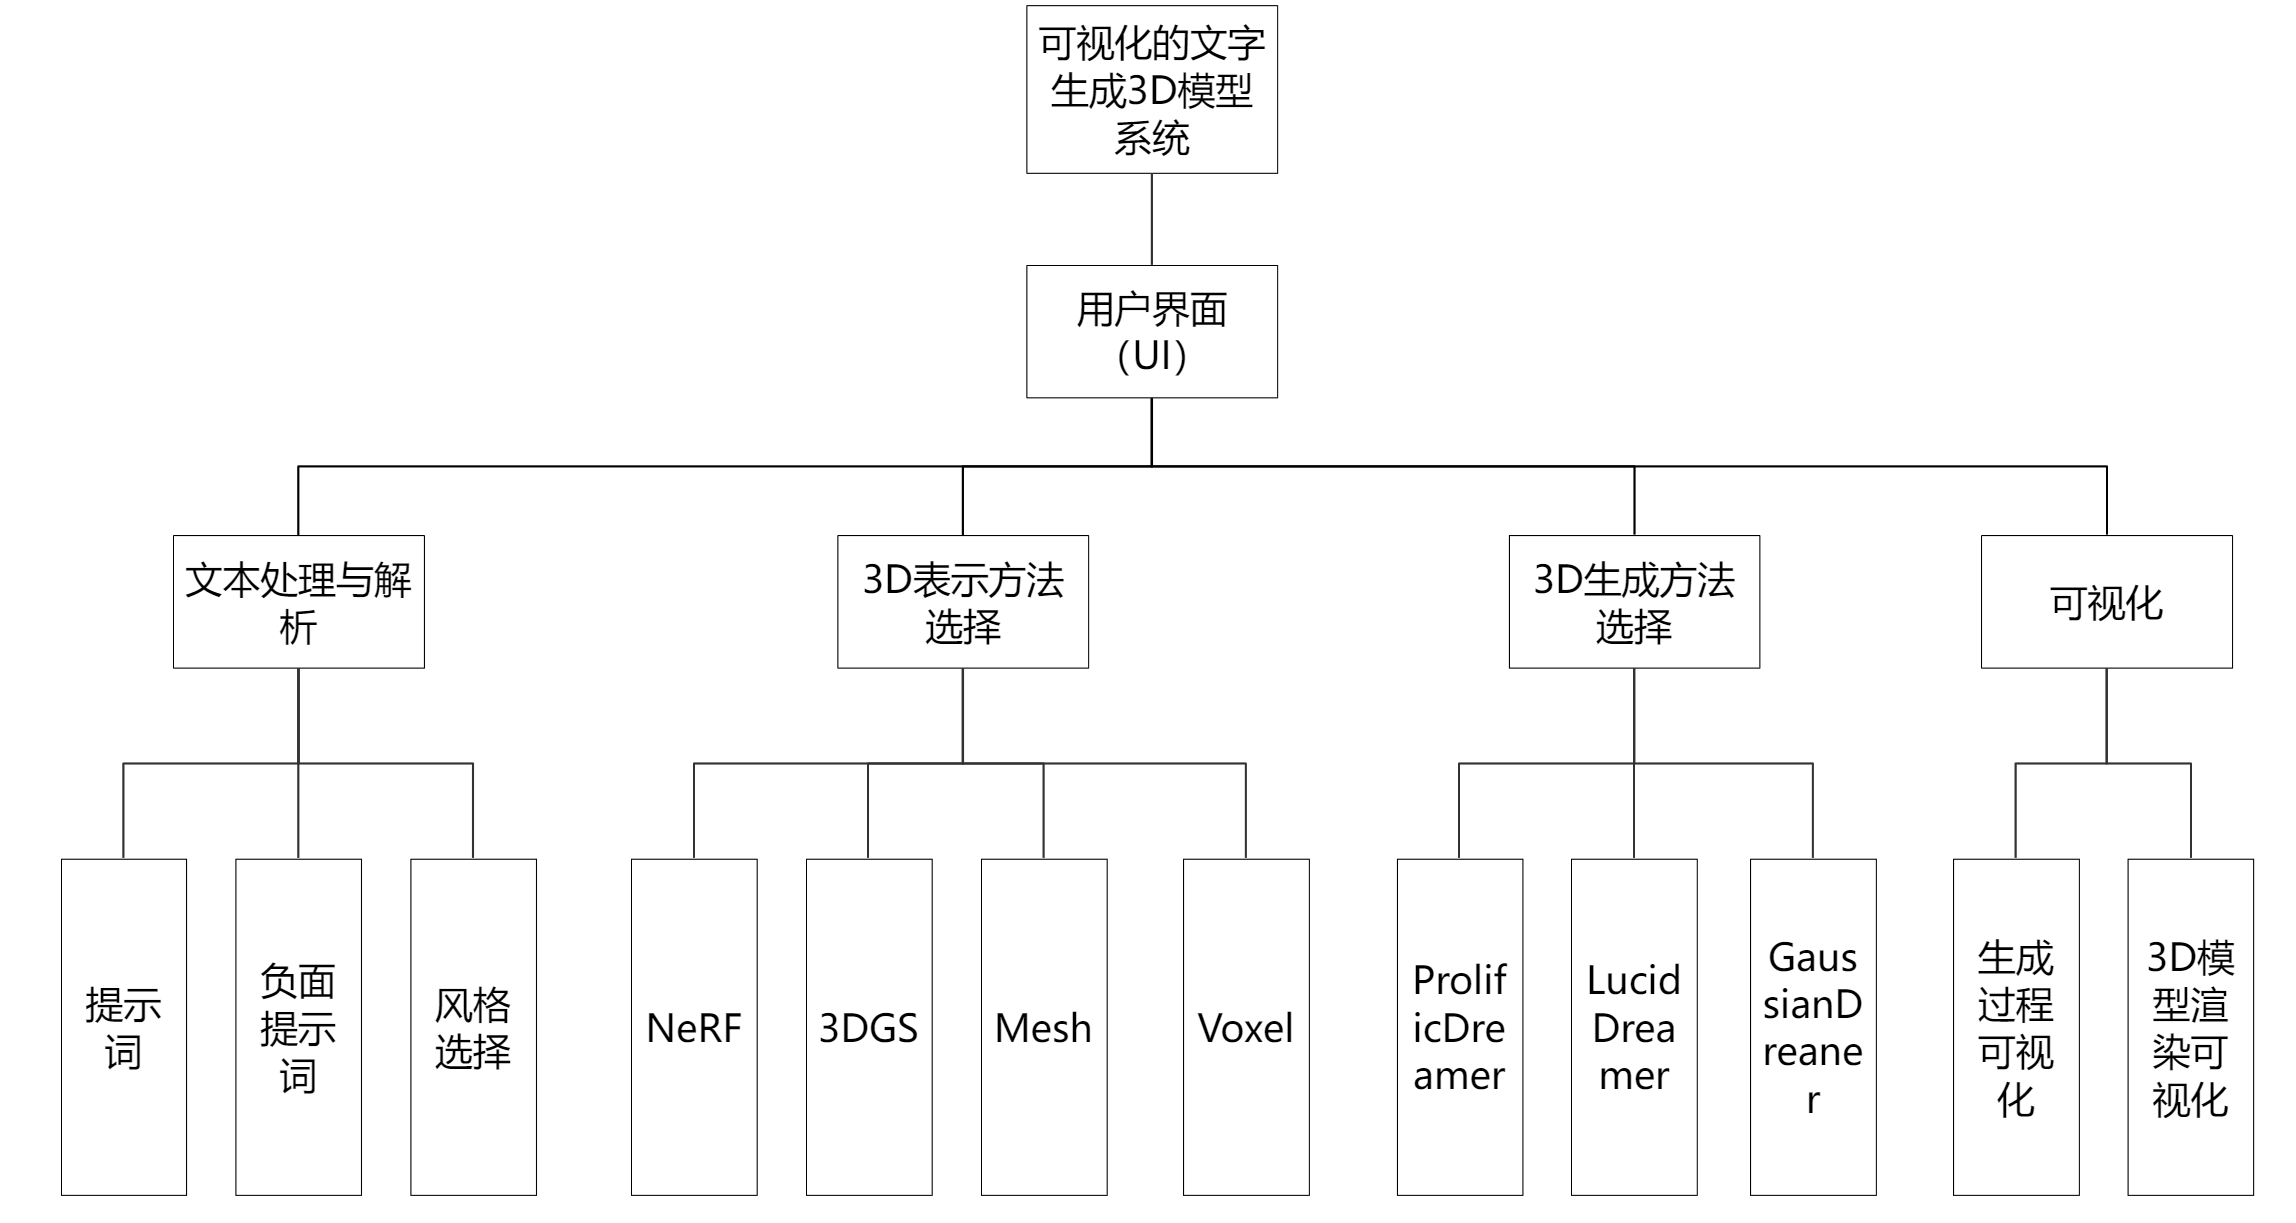 可视化的文字
生成3D模型
系统
用户界面
（UI）
文本处理与解
析
3D表示方法
选择
3D生成方法
选择
可视化
提示
词
负面
提示
词
风格
选择
NeRF
3DGS
Mesh
Voxel
Prolif
icDre
amer
Lucid
Drea
mer
Gaus
sianD
reane
r
生成
过程
可视
化
3D模
型渲
染可
视化